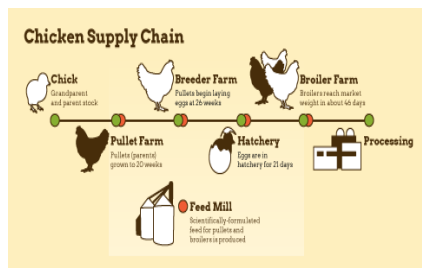 Chicken Supply Chain
Chick
Grandparent
and parent stock
Breeder Farm
Pullets begin laying
eggs at 26 weeks
Broiler Farm
Broilers reach market
weight in about 46 days
Pullet Farm
Pullets (parents)
grown to 20 weeks
Hatchery
Eggs are in
hatchery for 21 days
Processing
Feed Mill
Scientifically-formulated
feed for pullets and
broilers is produced